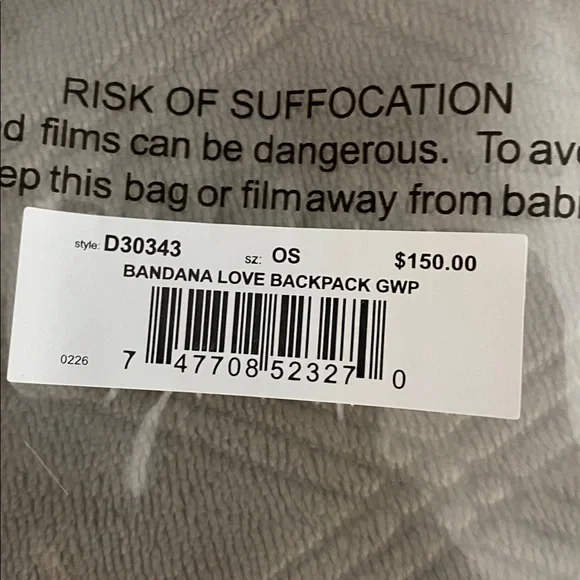 RISK OF SUFFOCATION
d films can be dangerous. To av
ep this bag or filmaway from bab
style: D30343 sz: OS $150.00
BANDANA LOVE BACKPACK GWP
0226 7 47708 52327 0